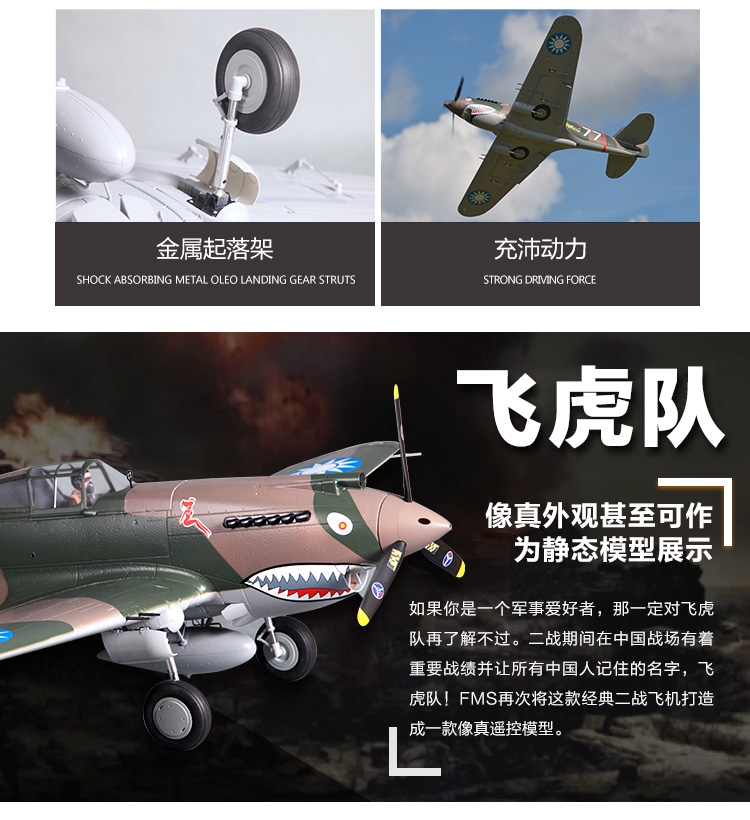 金属起落架
SHOCK ABSORBING METAL OLEO LANDING GEAR STRUTS
77
充沛动力
STRONG DRIVING FORCE
飞虎队
像真外观甚至可作
为静态模型展示
如果你是一个军事爱好者，那一定对飞虎
队再了解不过。二战期间在中国战场有着
重要战绩并让所有中国人记住的名字，飞
虎队！FMS再次将这款经典二战飞机打造
成一款像真遥控模型。